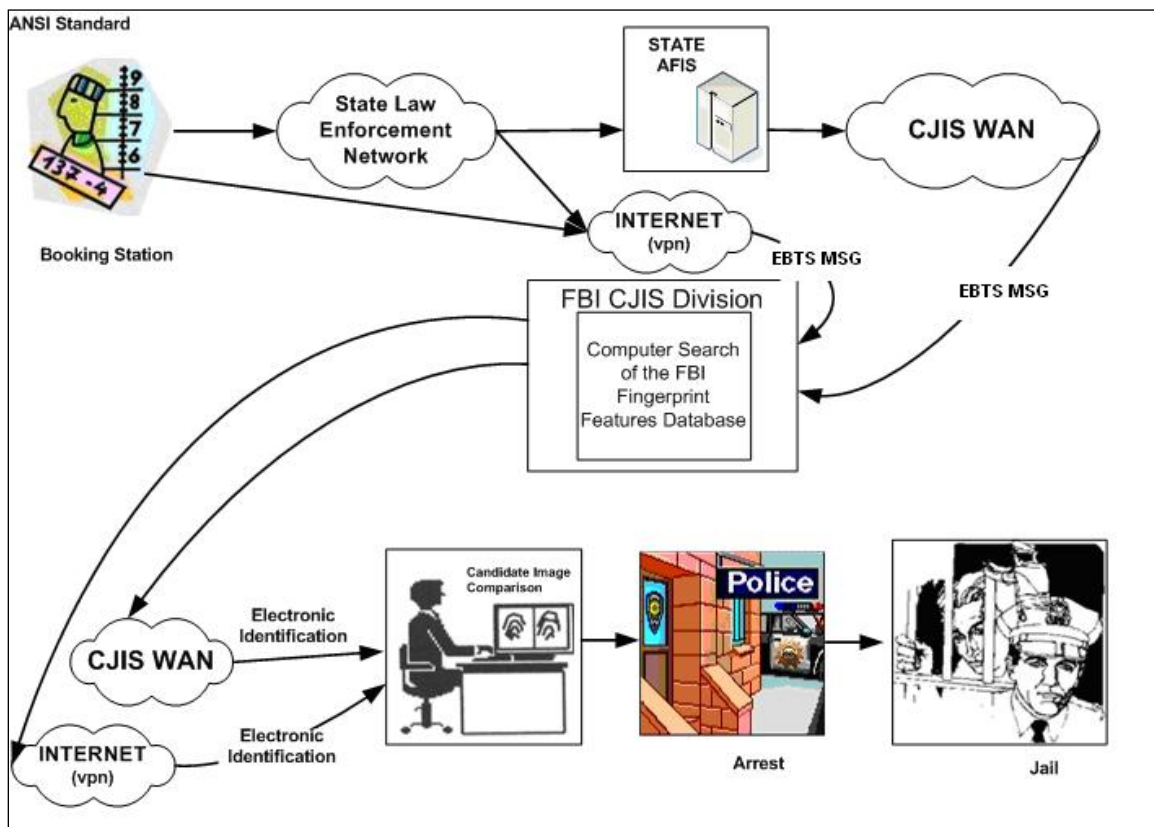 ANSI Standard
9
8
7
6
137-4
Booking Station
State Law
Enforcement
Network
STATE
AFIS
CJIS WAN
INTERNET
(vpn)
EBTS MSG
EBTS MSG
FBI CJIS Division
Computer Search
of the FBI
Fingerprint
Features Database
CJIS WAN
Electronic
Identification
INTERNET
(vpn)
Electronic
Identification
Candidate Image
Comparison
Police
Arrest
Jail